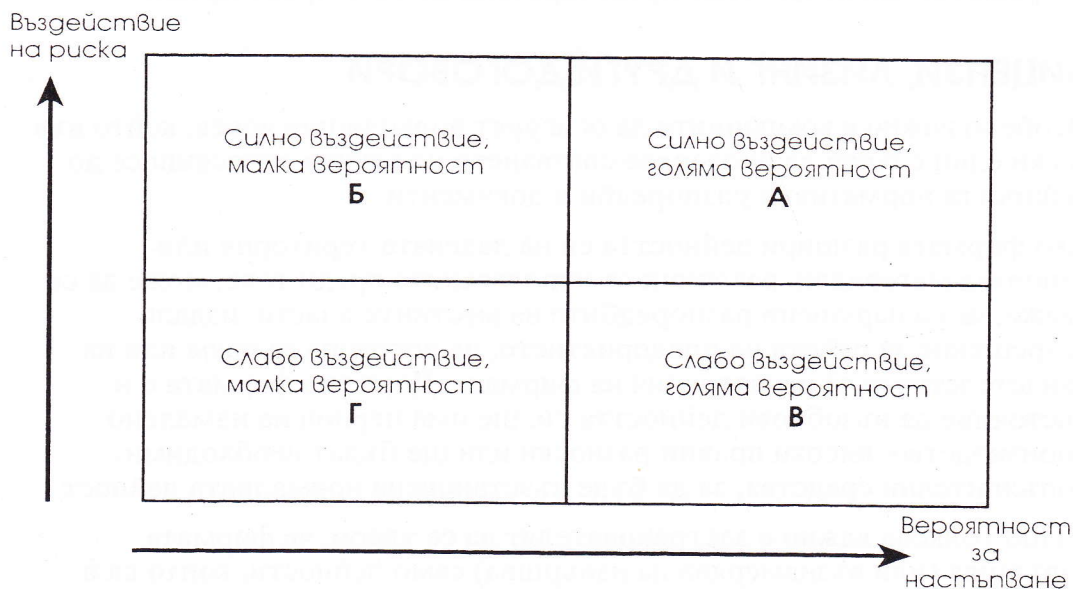 Въздействие
на риска
Силно въздействие,
малка вероятност
Б
Силно въздействие,
голяма вероятност
А
Слабо въздействие,
малка вероятност
Г
Слабо въздействие,
голяма вероятност
В
Вероятност
за
настъпване